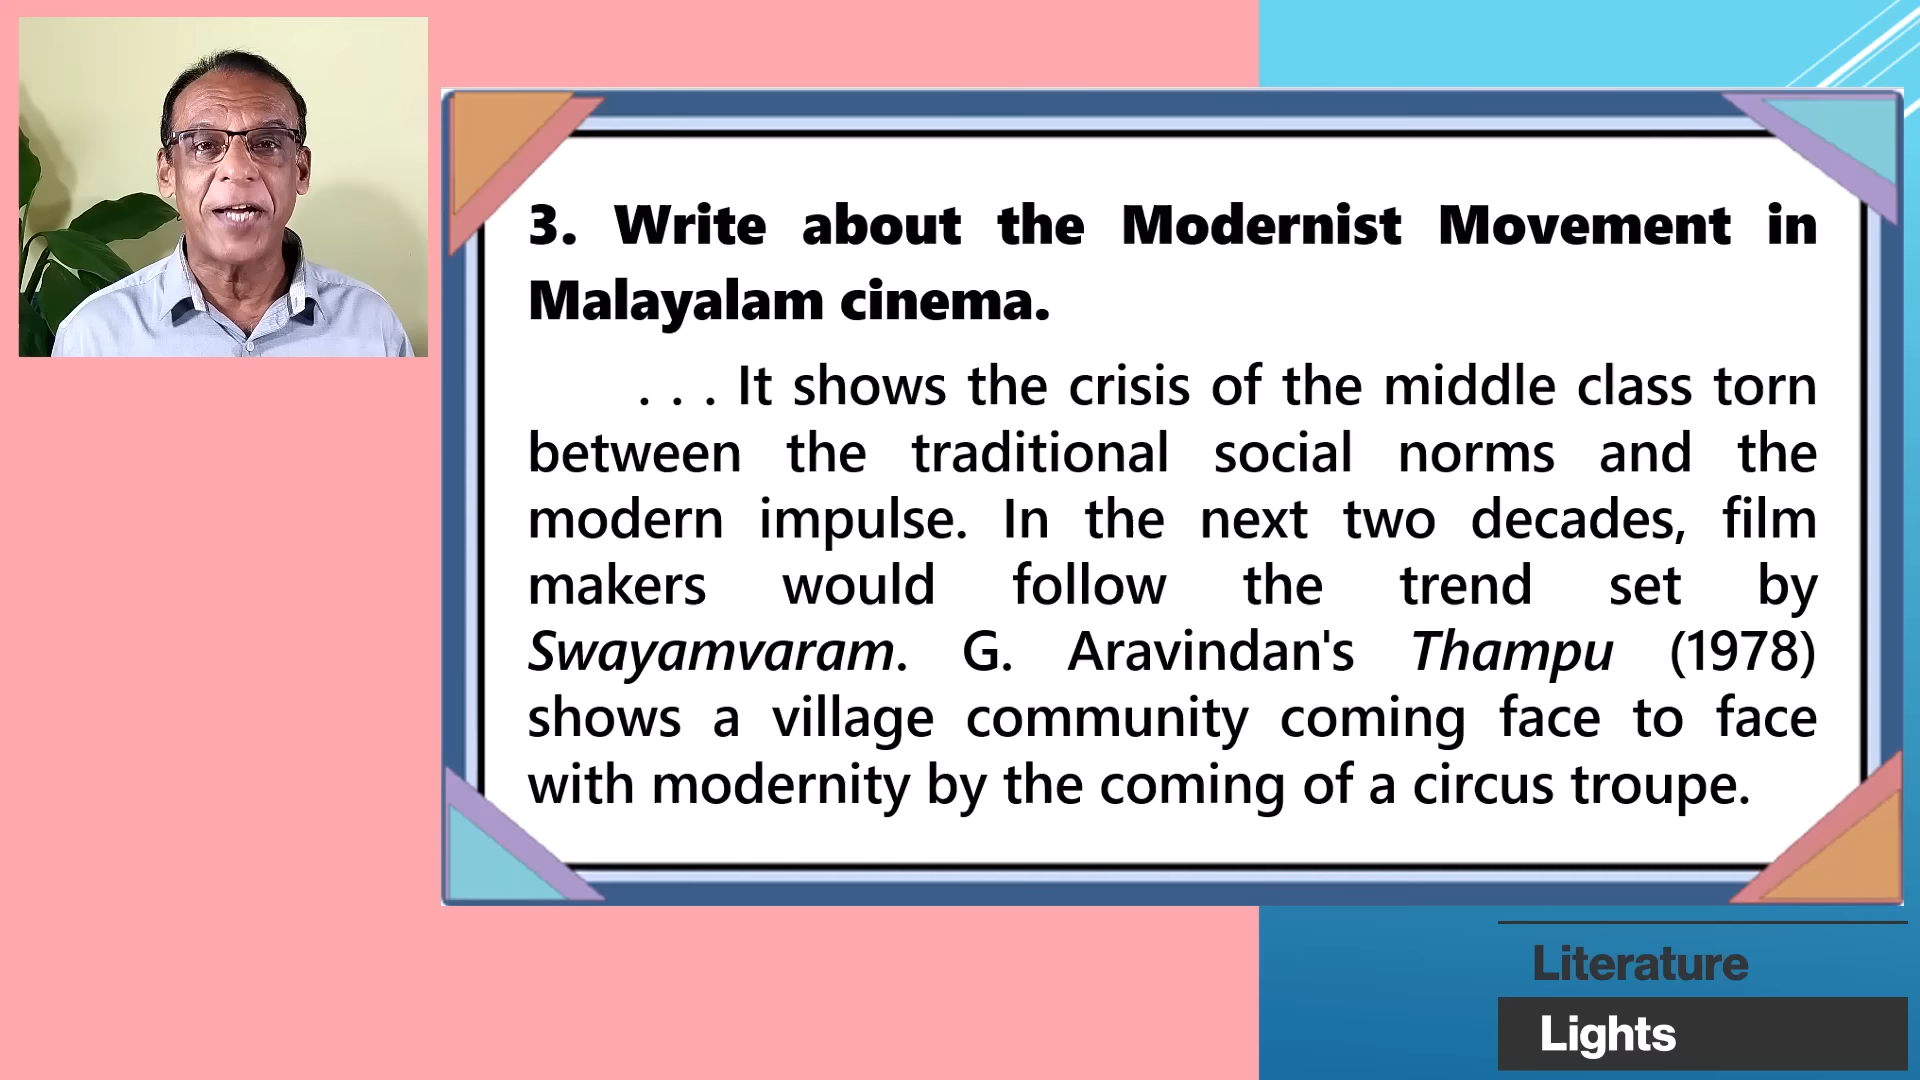 3. Write about the Modernist Movement in
Malayalam cinema.
. . . It shows the crisis of the middle class torn
between the traditional social norms and the
modern impulse. In the next two decades, film
makers would follow the trend set by
Swayamvaram. G. Aravindan's Thampu (1978)
shows a village community coming face to face
with modernity by the coming of a circus troupe.
Literature
Lights